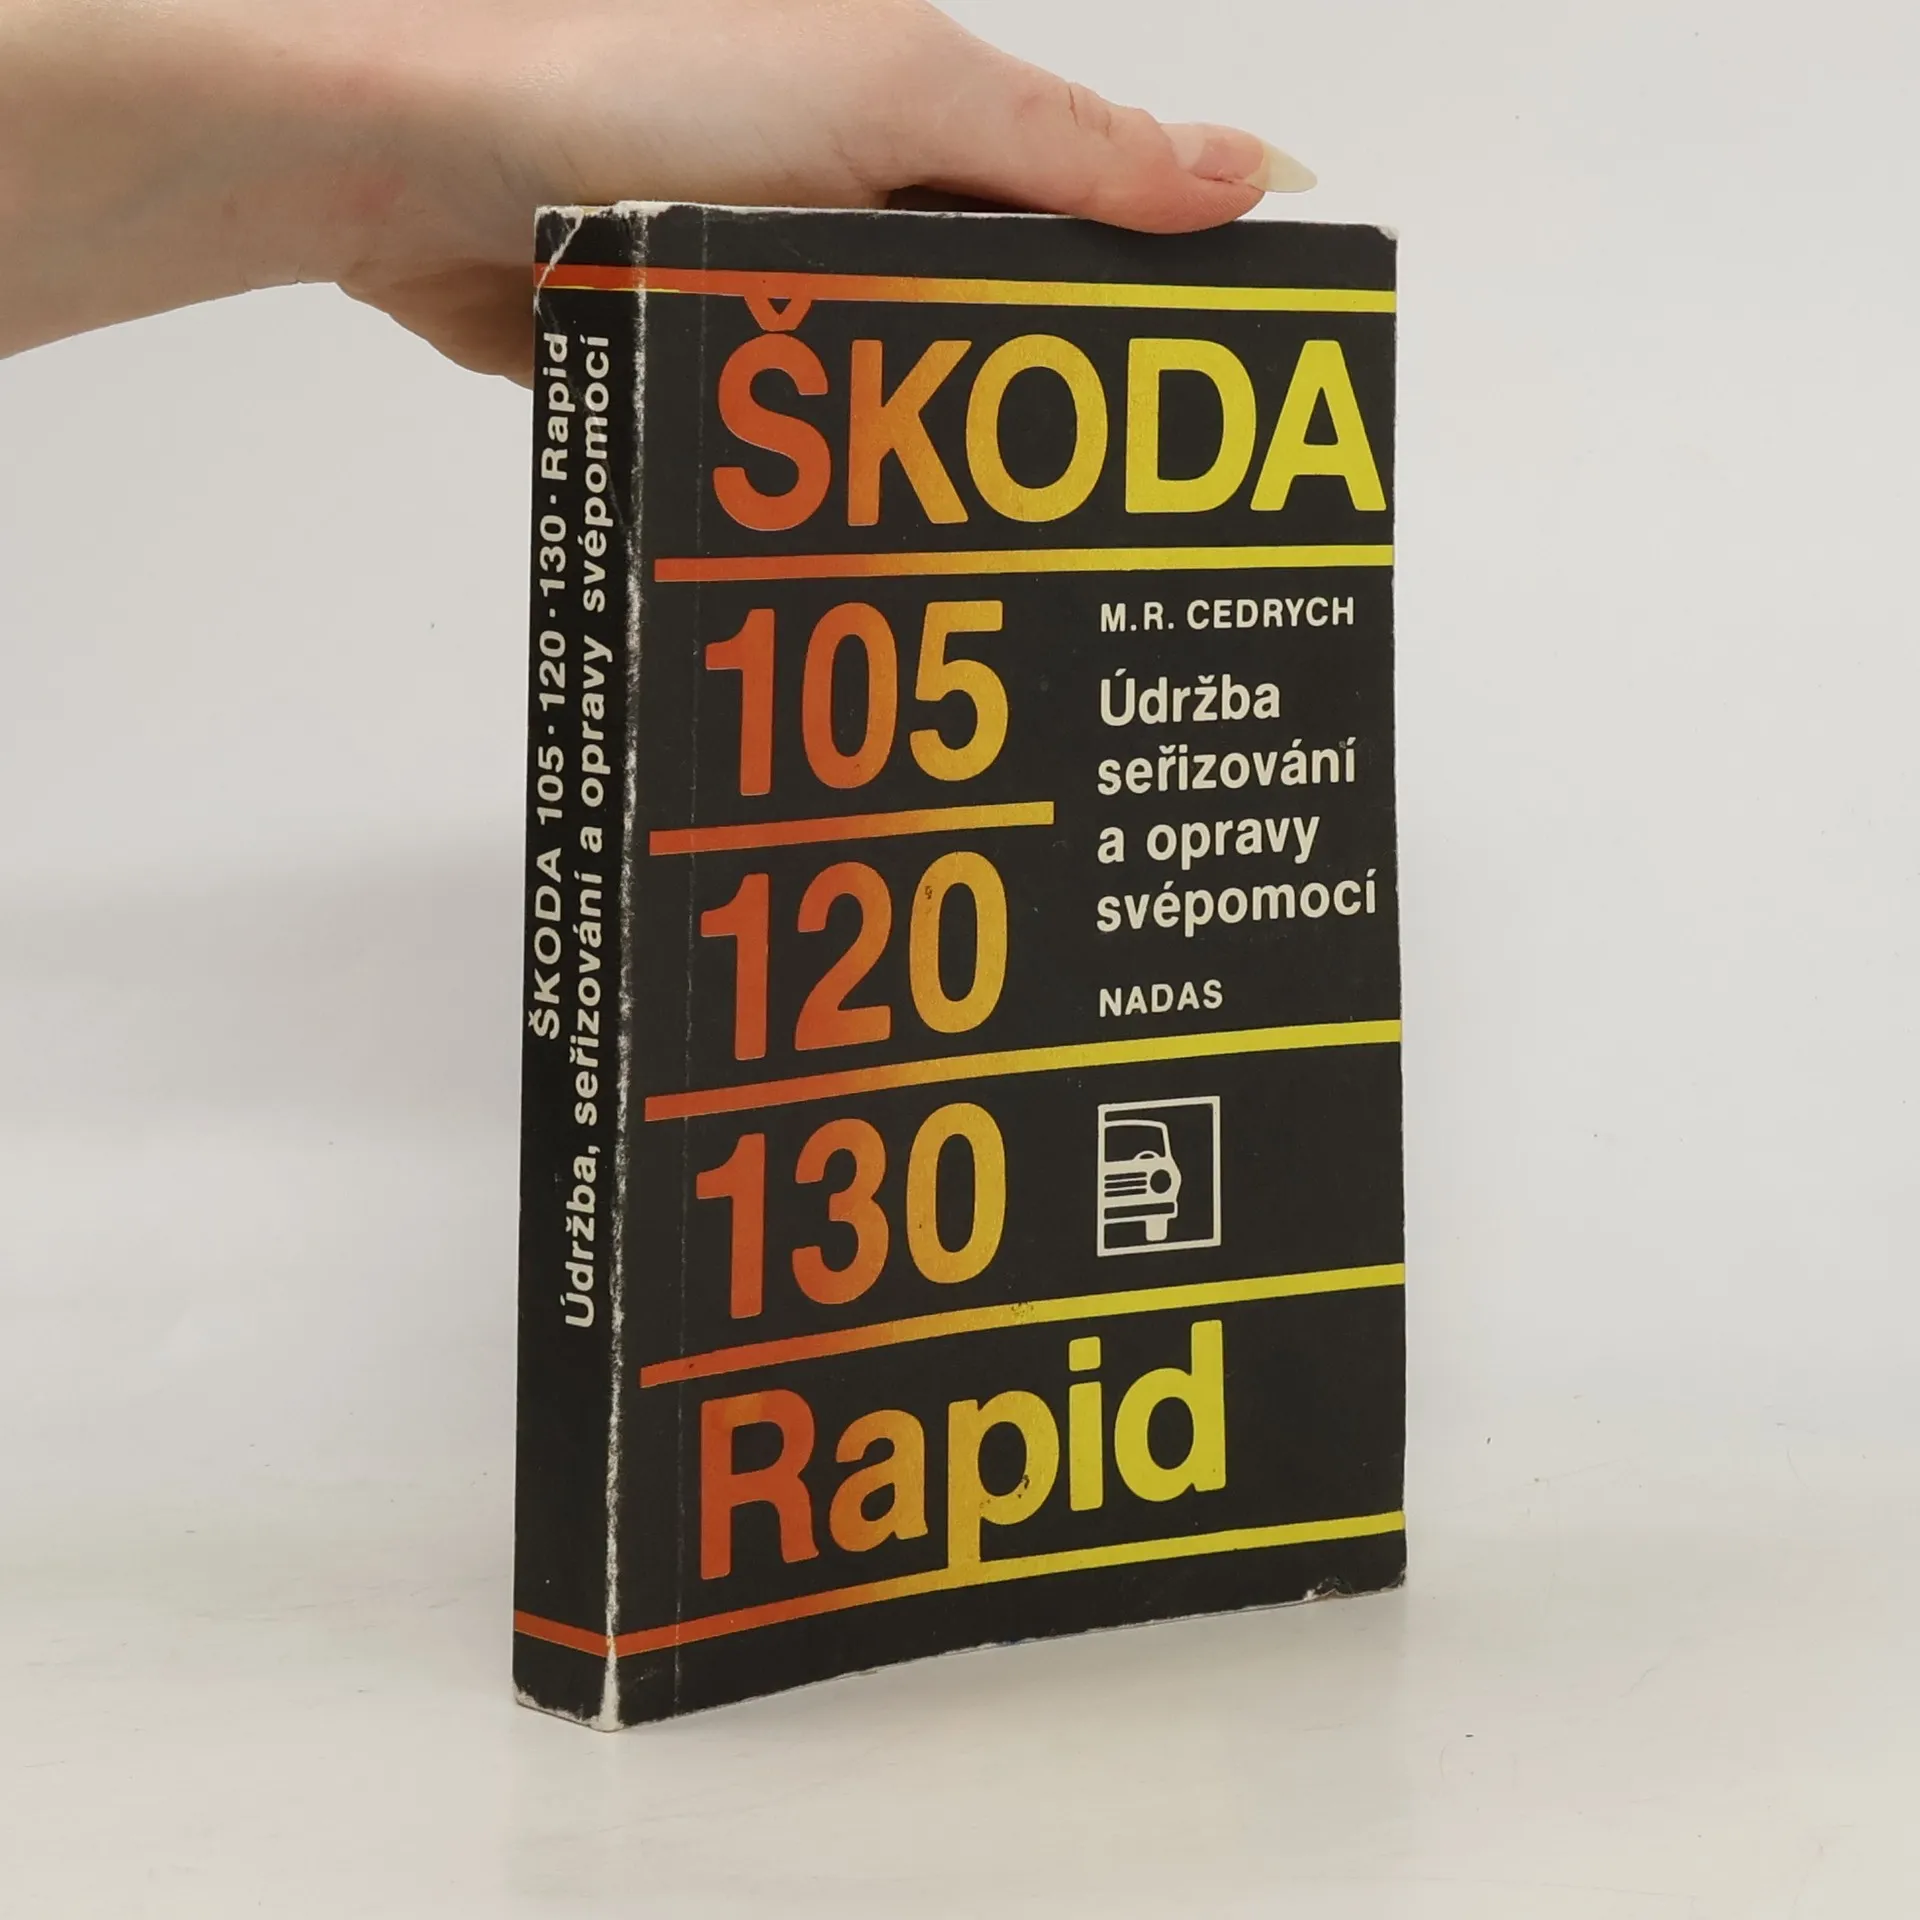 ŠKODA 105 · 120 · 130 · Rapid
Údržba, seřizování a opravy svépomocí
ŠKODA
105
120
130
Rapid
M.R. CEDRYCH
Údržba
seřizování
a opravy
svépomocí
NADAS